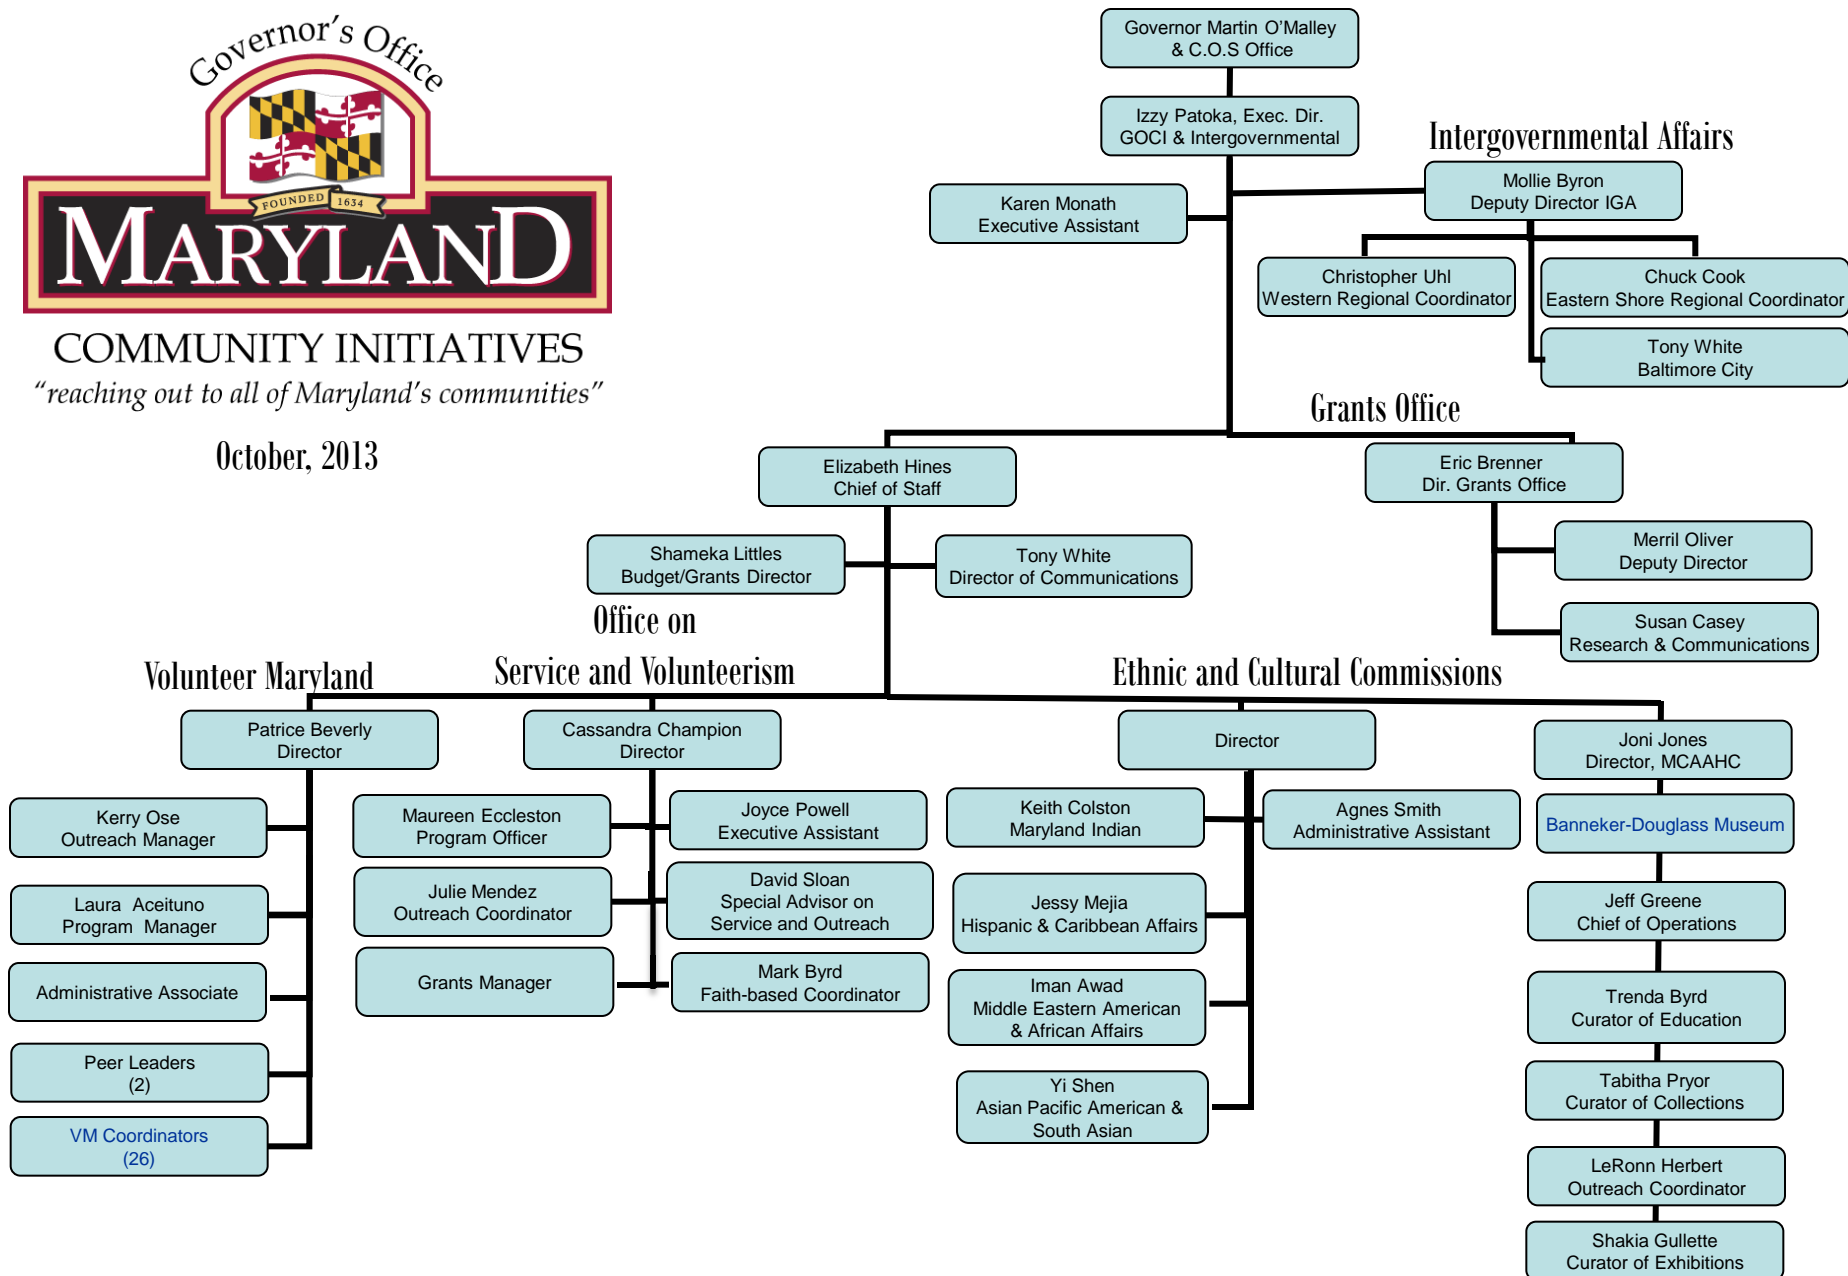 Governor's Office
FOUNDED 1634
MARYLAND
COMMUNITY INITIATIVES
“reaching out to all of Maryland’s communities”
October, 2013
Governor Martin O’Malley
& C.O.S Office
Izzy Patoka, Exec. Dir.
GOCI & Intergovernmental
Karen Monath
Executive Assistant
Intergovernmental Affairs
Mollie Byron
Deputy Director IGA
Christopher Uhl
Western Regional Coordinator
Chuck Cook
Eastern Shore Regional Coordinator
Tony White
Baltimore City
Grants Office
Eric Brenner
Dir. Grants Office
Merril Oliver
Deputy Director
Susan Casey
Research & Communications
Elizabeth Hines
Chief of Staff
Shameka Littles
Budget/Grants Director
Tony White
Director of Communications
Volunteer Maryland
Patrice Beverly
Director
Kerry Ose
Outreach Manager
Laura Aceituno
Program Manager
Administrative Associate
Peer Leaders
(2)
VM Coordinators
(26)
Office on
Service and Volunteerism
Cassandra Champion
Director
Maureen Eccleston
Program Officer
Joyce Powell
Executive Assistant
Julie Mendez
Outreach Coordinator
David Sloan
Special Advisor on
Service and Outreach
Grants Manager
Mark Byrd
Faith-based Coordinator
Ethnic and Cultural Commissions
Director
Keith Colston
Maryland Indian
Agnes Smith
Administrative Assistant
Jessy Mejia
Hispanic & Caribbean Affairs
Iman Awad
Middle Eastern American
& African Affairs
Yi Shen
Asian Pacific American &
South Asian
Joni Jones
Director, MCAAHC
Banneker-Douglass Museum
Jeff Greene
Chief of Operations
Trenda Byrd
Curator of Education
Tabitha Pryor
Curator of Collections
LeRonn Herbert
Outreach Coordinator
Shakia Gullette
Curator of Exhibitions